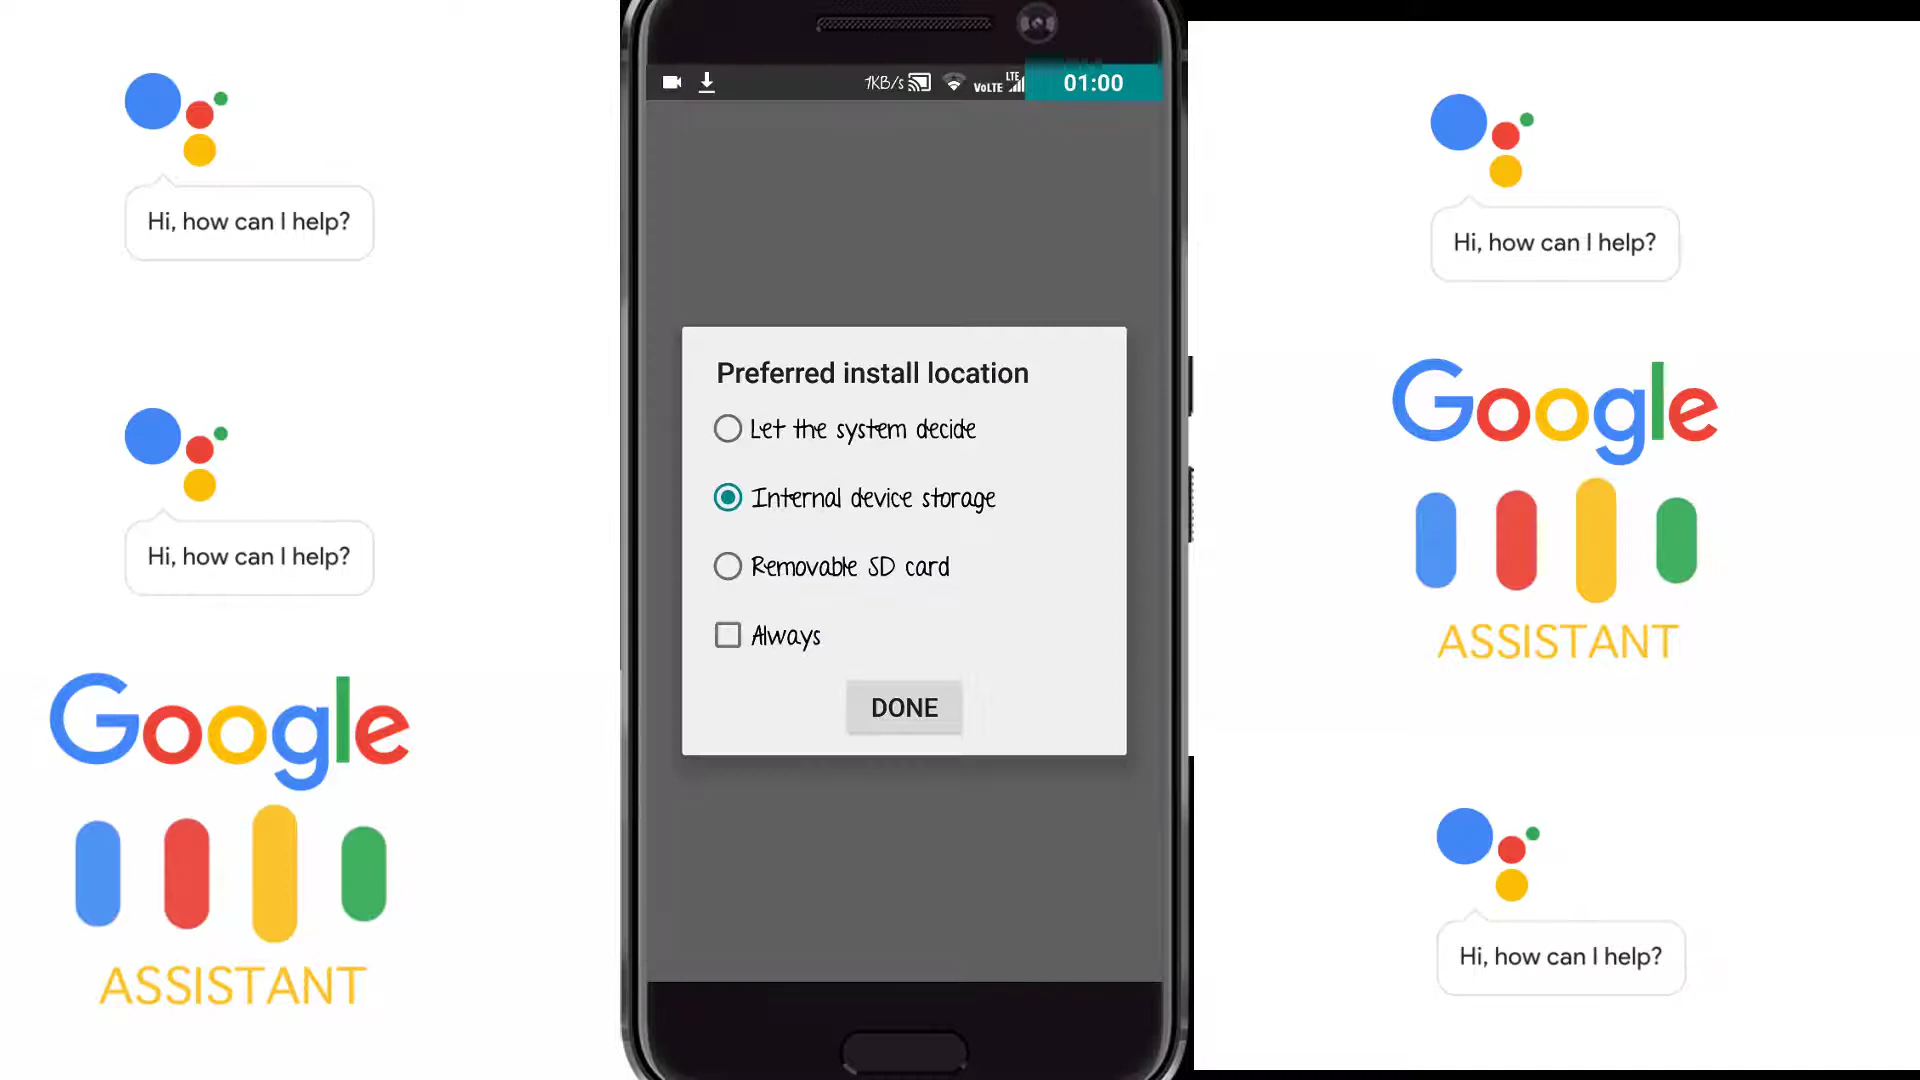 Hi, how can I help?
Hi, how can I help?
Google
ASSISTANT
1KB/s VoLTE LTE 01:00
Preferred install location
Let the system decide
Internal device storage
Removable SD card
Always
DONE
Hi, how can I help?
Google
ASSISTANT
Hi, how can I help?